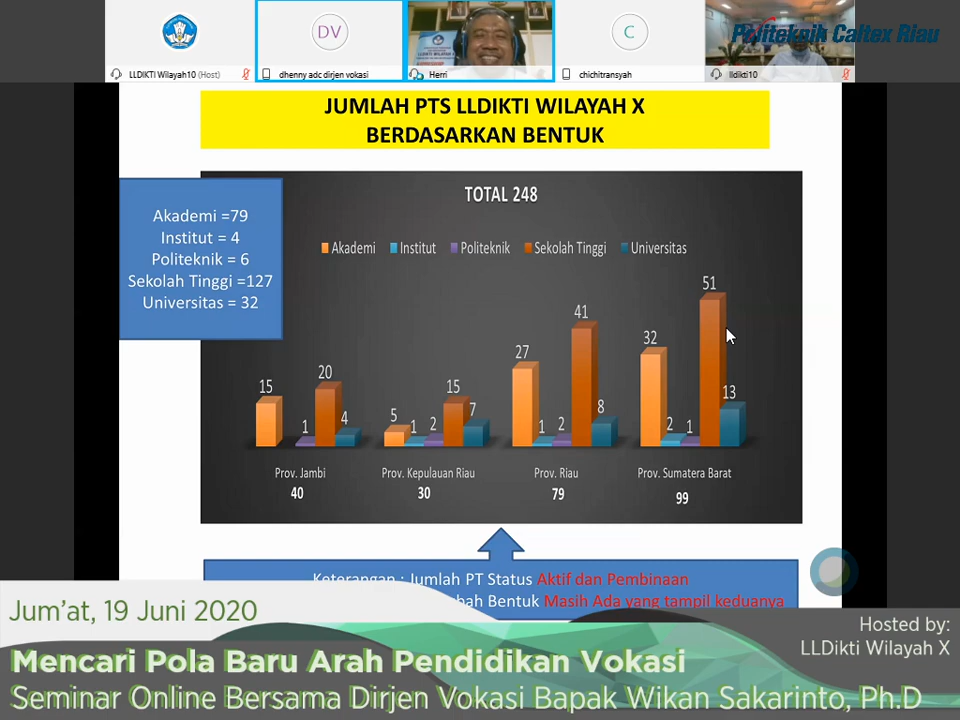 DV
C
Politeknik Caltex Riau
LLDIKTI Wilayah10 (Host)
dhenny adc dirjen vokasi
Herri
chichitransyah
lldikti10
JUMLAH PTS LLDIKTI WILAYAH X
BERDASARKAN BENTUK
Akademi =79
Institut = 4
Politeknik = 6
Sekolah Tinggi =127
Universitas = 32
TOTAL 248
Akademi Institut Politeknik Sekolah Tinggi Universitas
15 1 20 4
5 1 2 15 7
27 1 2 41 8
32 2 1 51 13
Prov. Jambi Prov. Kepulauan Riau Prov. Riau Prov. Sumatera Barat
40 30 79 99
Keterangan : Jumlah PT Status Aktif dan Pembinaan
Bentuk Masih Ada yang tampil keduanya
Jum'at, 19 Juni 2020
Hosted by:
LLDikti Wilayah X
Mencari Pola Baru Arah Pendidikan Vokasi
Seminar Online Bersama Dirjen Vokasi Bapak Wikan Sakarinto, Ph.D